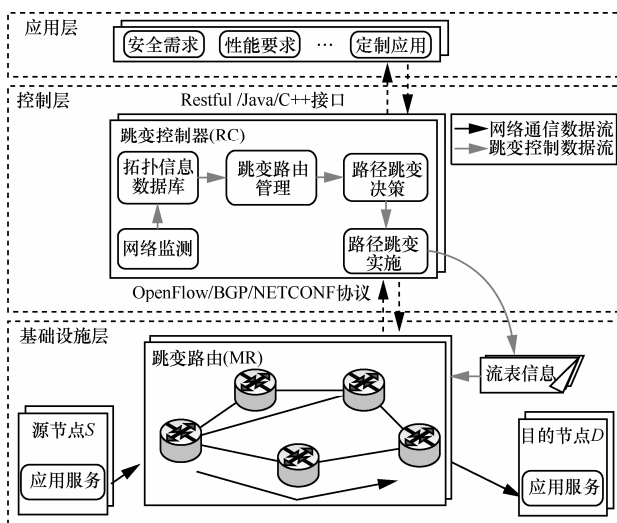 应用层
安全需求
性能要求
…
定制应用
控制层
Restful /Java/C++接口
网络通信数据流
跳变控制数据流
跳变控制器(RC)
拓扑信息
数据库
跳变路由
管理
路径跳变
决策
网络监测
路径跳变
实施
OpenFlow/BGP/NETCONF协议
基础设施层
跳变路由(MR)
流表信息
源节点S
应用服务
目的节点D
应用服务